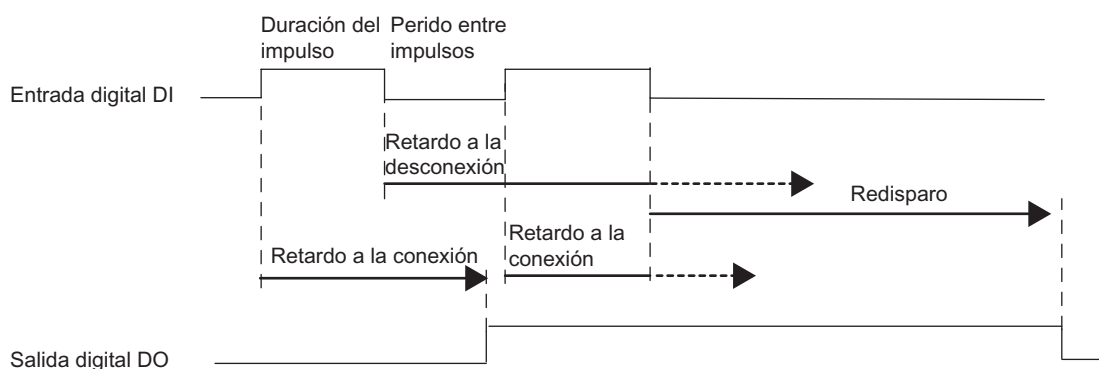 Duración del
impulso
Perido entre
impulsos
Entrada digital DI
Retardo a la
desconexión
Redisparo
Retardo a la conexión
Retardo a la
conexión
Salida digital DO